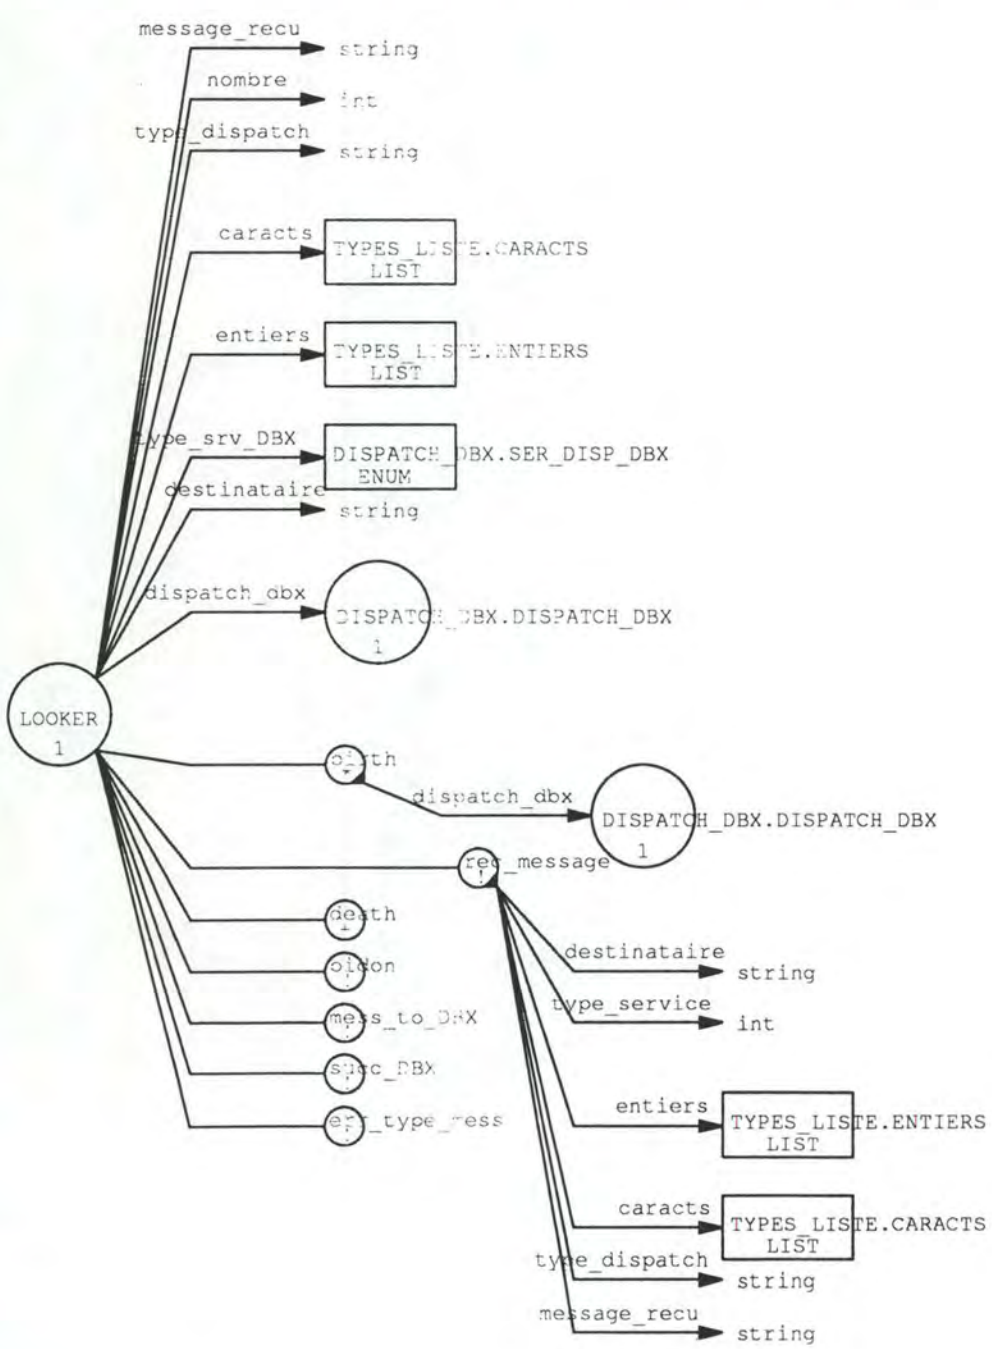 message_recu
string
nombre
int
type_dispatch
string
caracts
TYPES_LISTE.CARACTS
LIST
entiers
TYPES_LISTE.ENTIERS
LIST
type_srv_DBX
DISPATCH_DBX.SER_DISP_DBX
ENUM
destinataire
string
dispatch_dbx
DISPATCH_DBX.DISPATCH_DBX
1
LOOKER
1
birth
dispatch_dbx
DISPATCH_DBX.DISPATCH_DBX
1
rec_message
!
death
bidon
destinataire
string
mess_to_DBX
type_service
int
succ_DBX
err_type_mess
entiers
TYPES_LISTE.ENTIERS
LIST
caracts
TYPES_LISTE.CARACTS
LIST
type_dispatch
string
message_recu
string